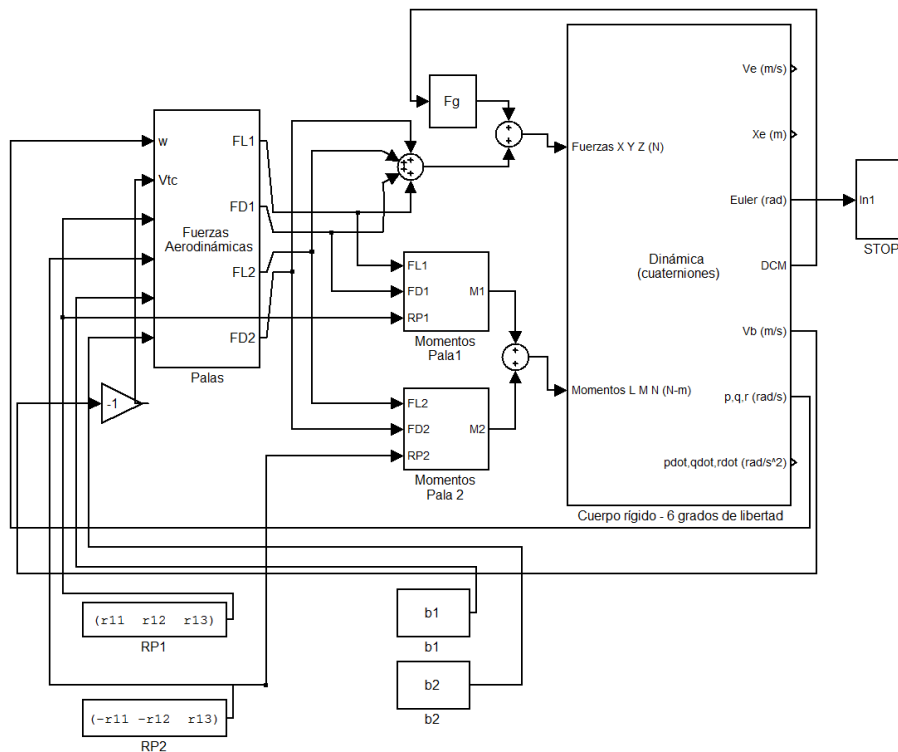 Ve (m/s)
Fg
Xe (m)
w
FL1
Fuerzas X Y Z (N)
Vtc
Euler (rad)
In1
FD1
Fuerzas
Aerodinámicas
STOP
Dinámica
(cuaterniones)
DCM
FL2
FL1
FD1
M1
RP1
Vb (m/s)
FD2
Momentos
Pala1
Palas
-1
Momentos L M N (N-m)
p,q,r (rad/s)
FL2
FD2
M2
RP2
pdot,qdot,rdot (rad/s^2)
Momentos
Pala 2
Cuerpo rígido - 6 grados de libertad
(r11 r12 r13)
RP1
b1
b1
b2
b2
(-r11 -r12 r13)
RP2